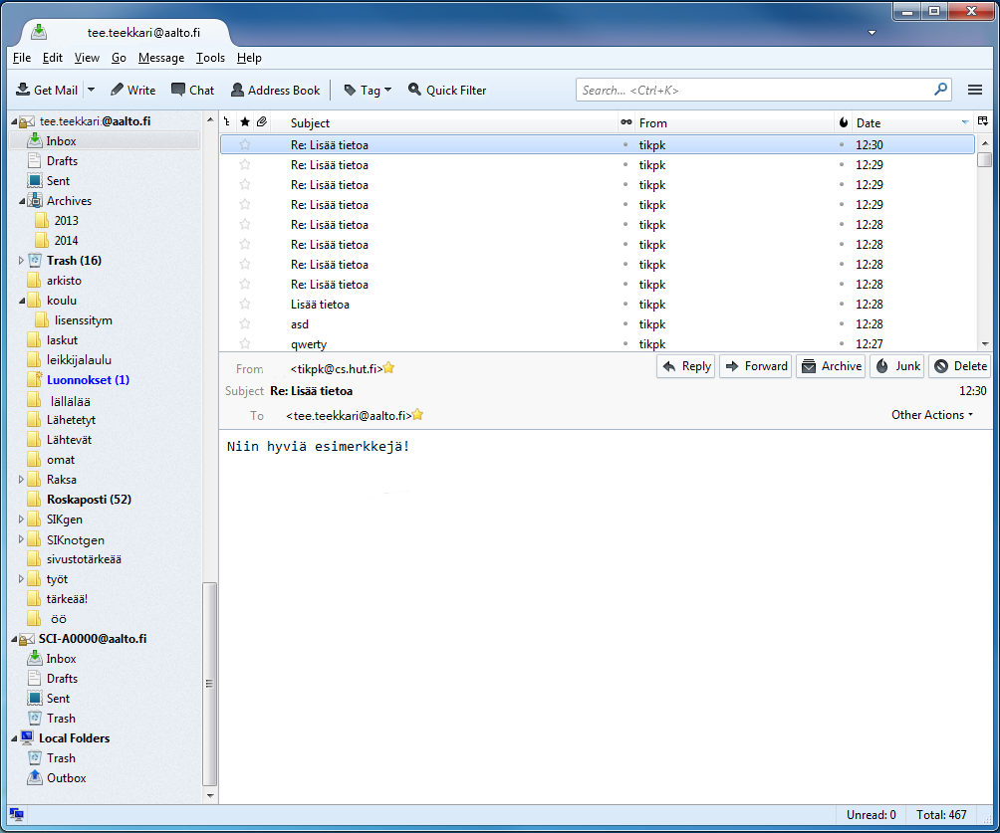 tee.teekkari@aalto.fi
File Edit View Go Message Tools Help
Get Mail Write Chat Address Book Tag Quick Filter Search... <Ctrl+K>
tee.teekkari.@aalto.fi
Inbox
Drafts
Sent
Archives
2013
2014
Trash (16)
arkisto
koulu
lisenssitym
laskut
leikkijalaulu
Luonnokset (1)
lällälää
Lähetetyt
Lähtevät
omat
Raksa
Roskaposti (52)
SIKgen
SIKnotgen
sivustotärkeää
työt
tärkeää!
öö
SCI-A0000@aalto.fi
Inbox
Drafts
Sent
Trash
Local Folders
Trash
Outbox
Subject From Date
Re: Lisää tietoa tikpk 12:30
Re: Lisää tietoa tikpk 12:29
Re: Lisää tietoa tikpk 12:29
Re: Lisää tietoa tikpk 12:29
Re: Lisää tietoa tikpk 12:28
Re: Lisää tietoa tikpk 12:28
Re: Lisää tietoa tikpk 12:28
Re: Lisää tietoa tikpk 12:28
Lisää tietoa tikpk 12:28
asd tikpk 12:28
qwerty tikpk 12:27
From <tikpk@cs.hut.fi> Reply Forward Archive Junk Delete
Subject Re: Lisää tietoa 12:30
To <tee.teekkari@aalto.fi> Other Actions
Niin hyviä esimerkkejä!
Unread: 0 Total: 467